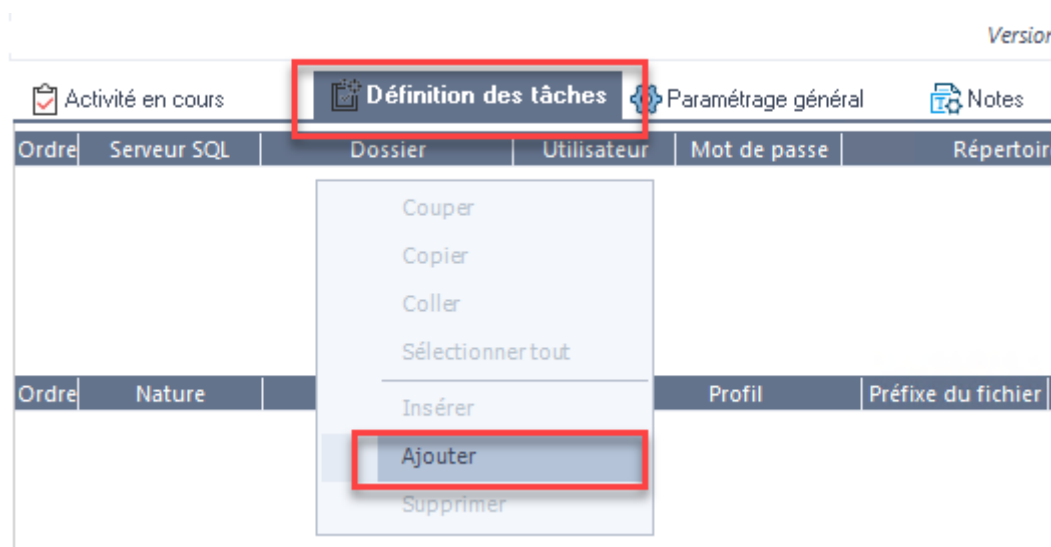 Version
Activité en cours Définition des tâches Paramétrage général Notes
Ordre Serveur SQL Dossier Utilisateur Mot de passe Répertoir
Couper
Copier
Coller
Sélectionner tout
Ordre Nature Profil Préfixe du fichier
Insérer
Ajouter
Supprimer